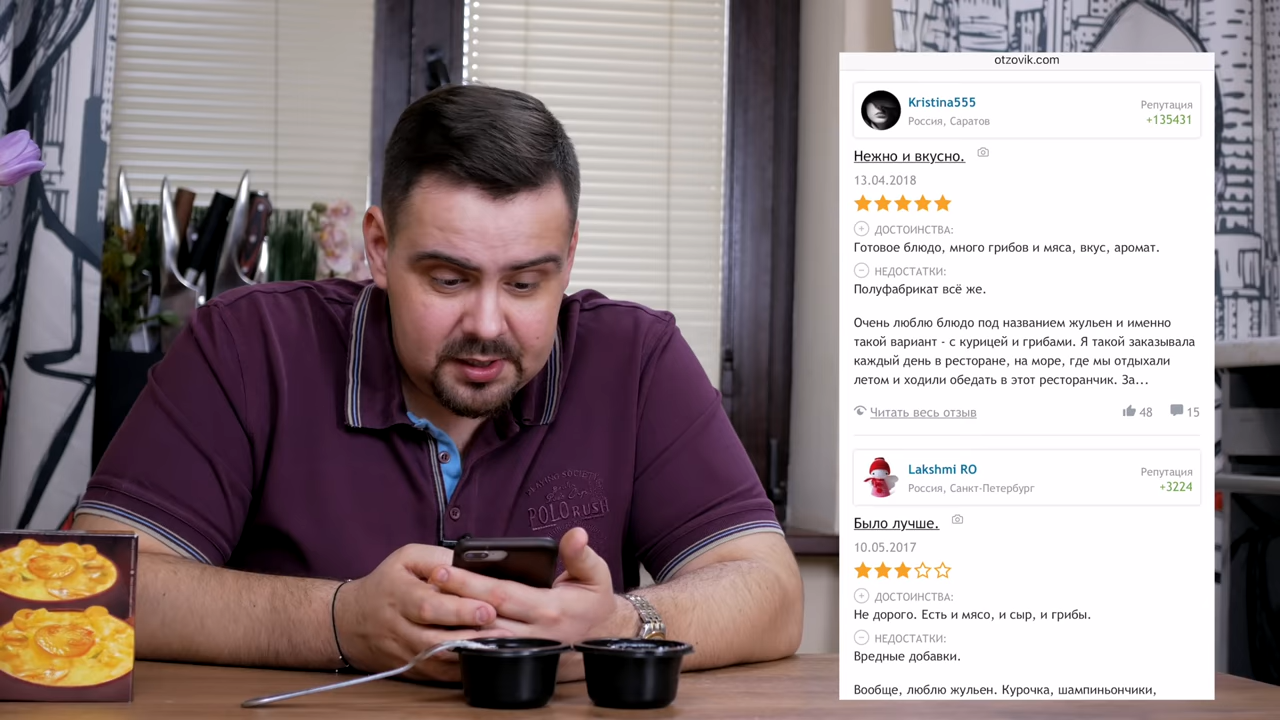 otzovik.com
Kristina555
Россия, Саратов
Репутация
+135431
Нежно и вкусно.
13.04.2018
ДОСТОИНСТВА:
Готовое блюдо, много грибов и мяса, вкус, аромат.
НЕДОСТАТКИ:
Полуфабрикат всё же.
Очень люблю блюдо под названием жульен и именно
такой вариант - с курицей и грибами. Я такой заказывала
каждый день в ресторане, на море, где мы отдыхали
летом и ходили обедать в этот ресторанчик. За...
Читать весь отзыв
48
15
Lakshmi RO
Россия, Санкт-Петербург
Репутация
+3224
Было лучше.
10.05.2017
ДОСТОИНСТВА:
Не дорого. Есть и мясо, и сыр, и грибы.
НЕДОСТАТКИ:
Вредные добавки.
Вообще, люблю жульен. Курочка, шампиньончики,
POLO RUSH